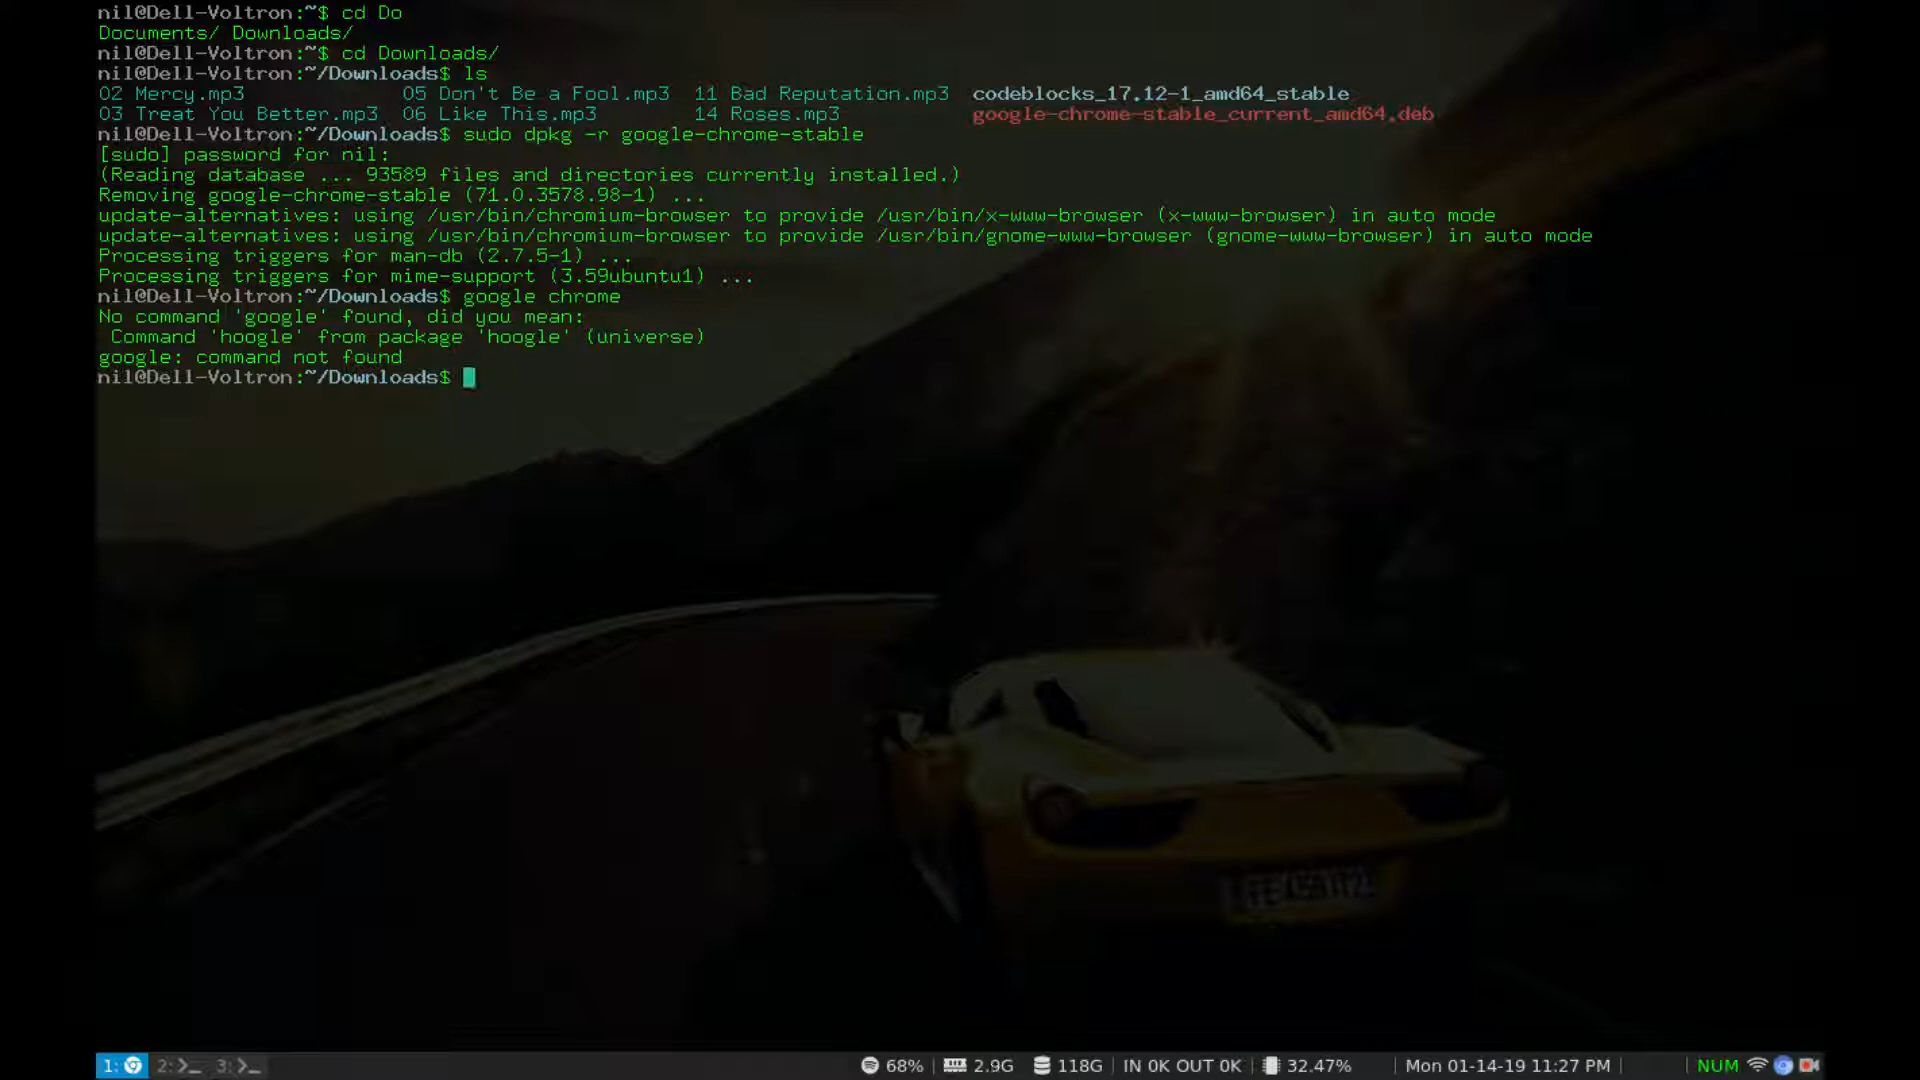 nil@Dell-Voltron:~$ cd Do
Documents/ Downloads/
nil@Dell-Voltron:~$ cd Downloads/
nil@Dell-Voltron:~/Downloads$ ls
02 Mercy.mp3 05 Don't Be a Fool.mp3 11 Bad Reputation.mp3 codeblocks_17.12-1_amd64_stable
03 Treat You Better.mp3 06 Like This.mp3 14 Roses.mp3 google-chrome-stable_current_amd64.deb
nil@Dell-Voltron:~/Downloads$ sudo dpkg -r google-chrome-stable
[sudo] password for nil:
(Reading database ... 93589 files and directories currently installed.)
Removing google-chrome-stable (71.0.3578.98-1) ...
update-alternatives: using /usr/bin/chromium-browser to provide /usr/bin/x-www-browser (x-www-browser) in auto mode
update-alternatives: using /usr/bin/chromium-browser to provide /usr/bin/gnome-www-browser (gnome-www-browser) in auto mode
Processing triggers for man-db (2.7.5-1) ...
Processing triggers for mime-support (3.59ubuntu1) ...
nil@Dell-Voltron:~/Downloads$ google chrome
No command 'google' found, did you mean:
 Command 'hoogle' from package 'hoogle' (universe)
google: command not found
nil@Dell-Voltron:~/Downloads$
1: 2: >_ 3: >_ 68% | 2.9G 118G | IN 0K OUT 0K | 32.47% | Mon 01-14-19 11:27 PM | NUM